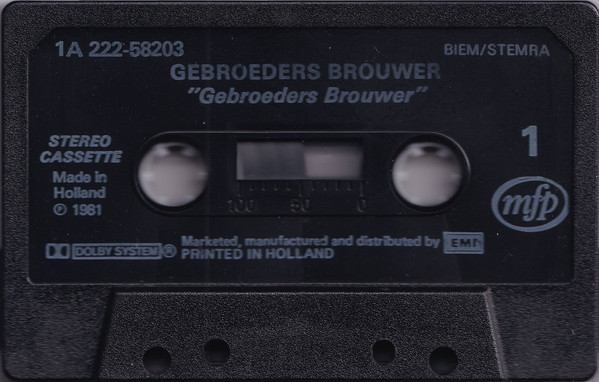 1A 222-58203
BIEM/STEMRA
GEBROEDERS BROUWER
"Gebroeders Brouwer"
STEREO
CASSETTE
1
Made in
Holland
℗ 1981
mfp
100 50 0
DOLBY SYSTEM®
Marketed, manufactured and distributed by EMI
PRINTED IN HOLLAND